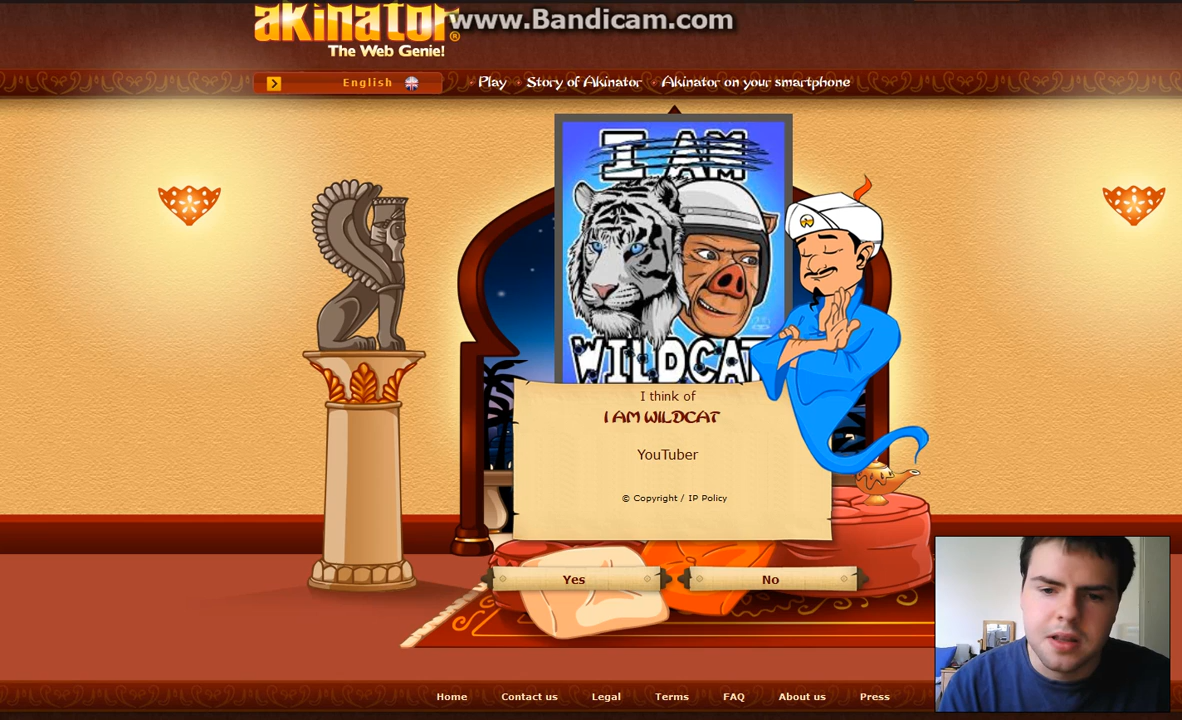 akinator®
www.Bandicam.com
The Web Genie!
English
Play
Story of Akinator
Akinator on your smartphone
I AM
WILDCAT
I think of
I AM WILDCAT
YouTuber
© Copyright / IP Policy
Yes
No
Home
Contact us
Legal
Terms
FAQ
About us
Press